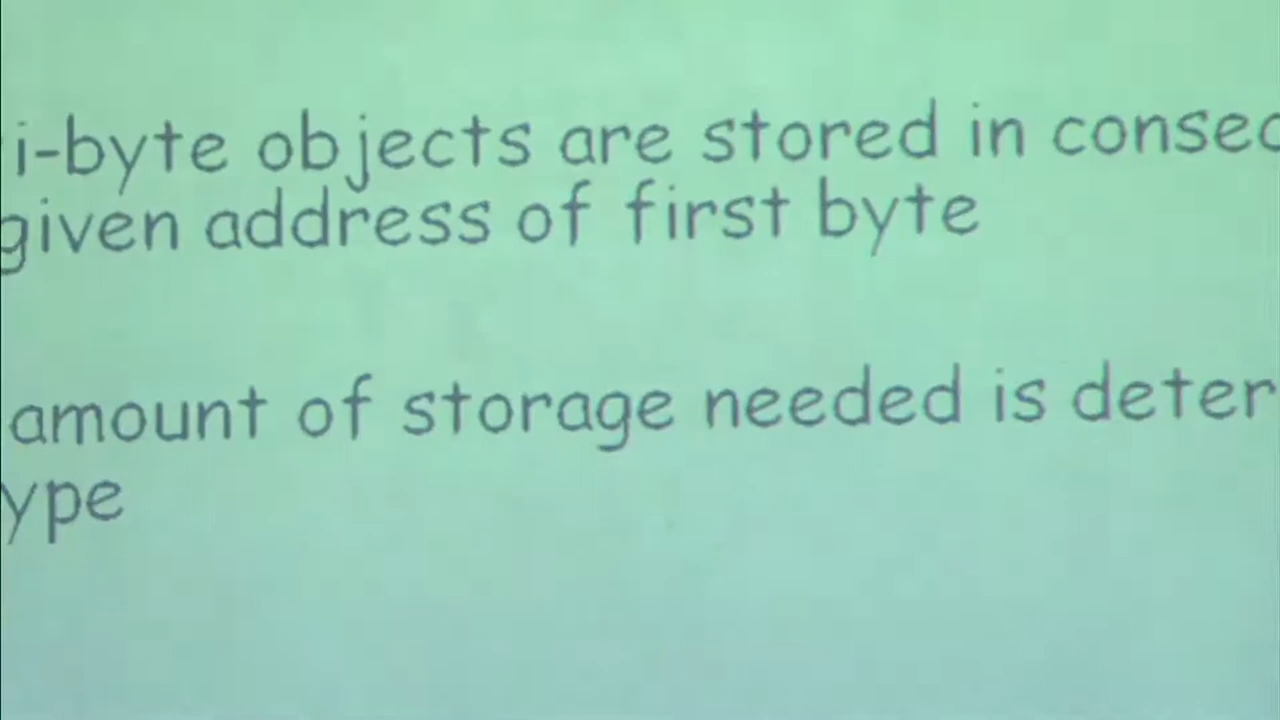 i-byte objects are stored in consec
given address of first byte
amount of storage needed is deter
ype